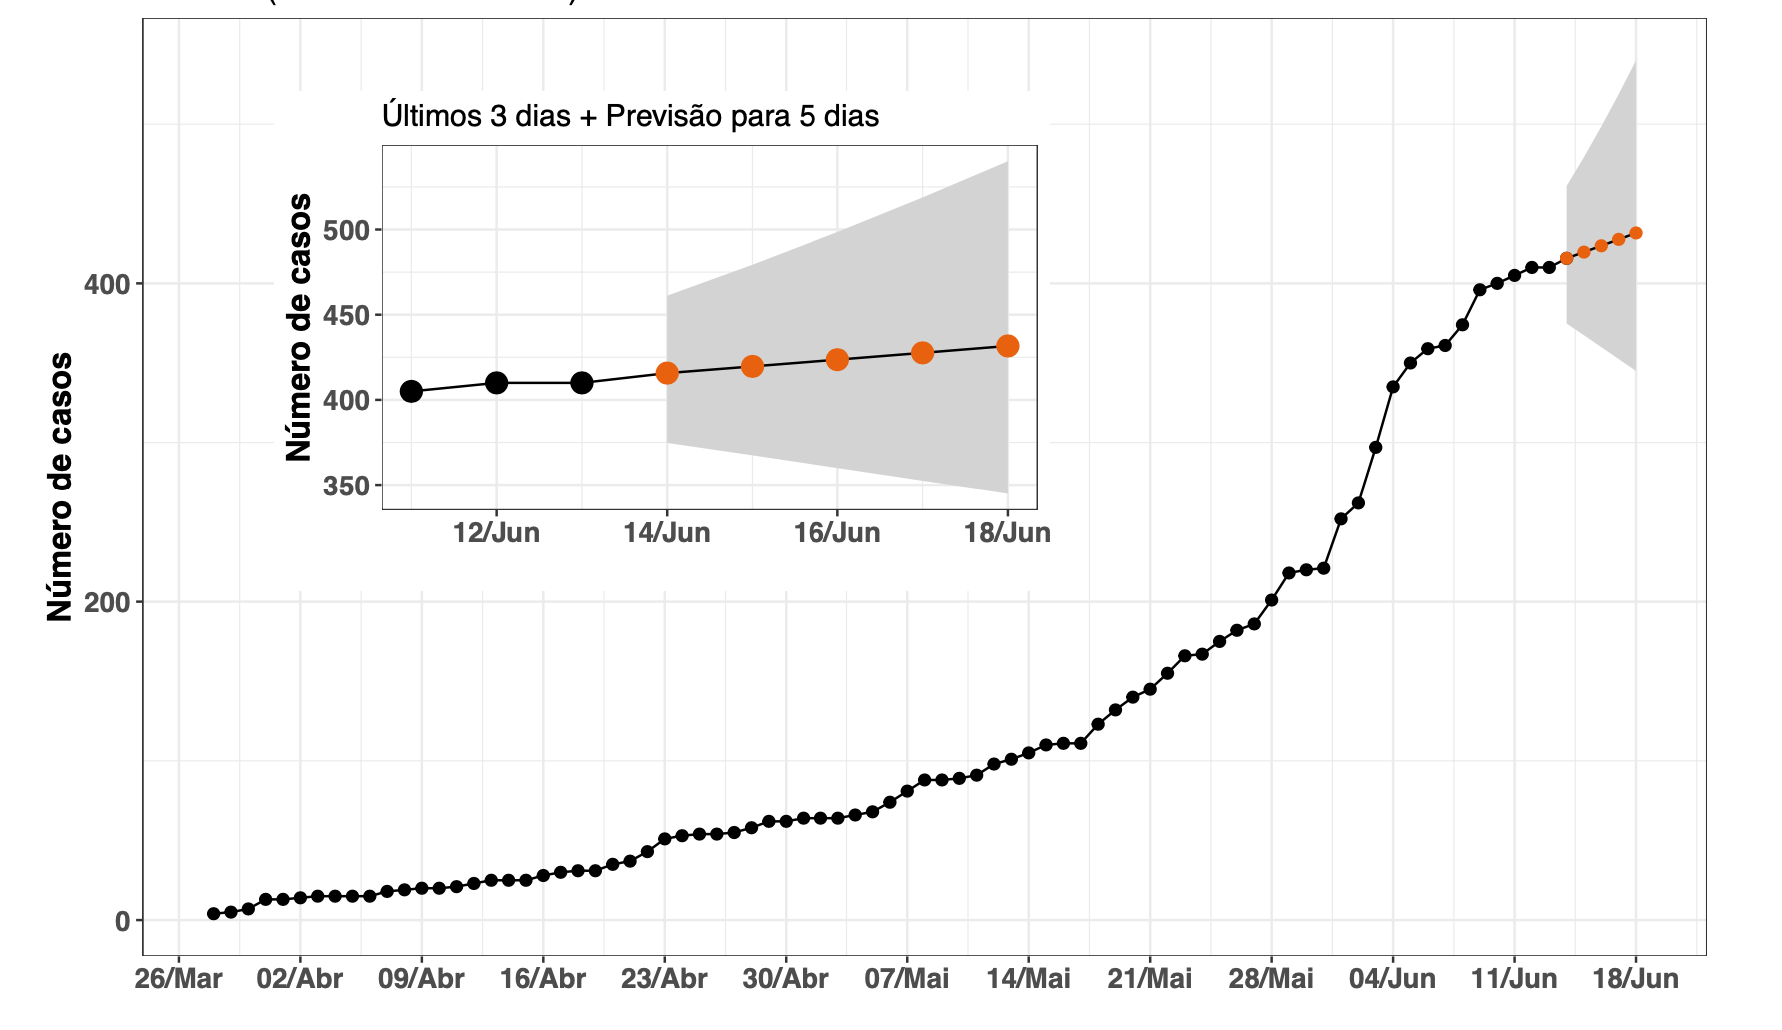 Últimos 3 dias + Previsão para 5 dias
Número de casos
500
450
400
350
12/Jun 14/Jun 16/Jun 18/Jun
Número de casos
400
200
0
26/Mar 02/Abr 09/Abr 16/Abr 23/Abr 30/Abr 07/Mai 14/Mai 21/Mai 28/Mai 04/Jun 11/Jun 18/Jun